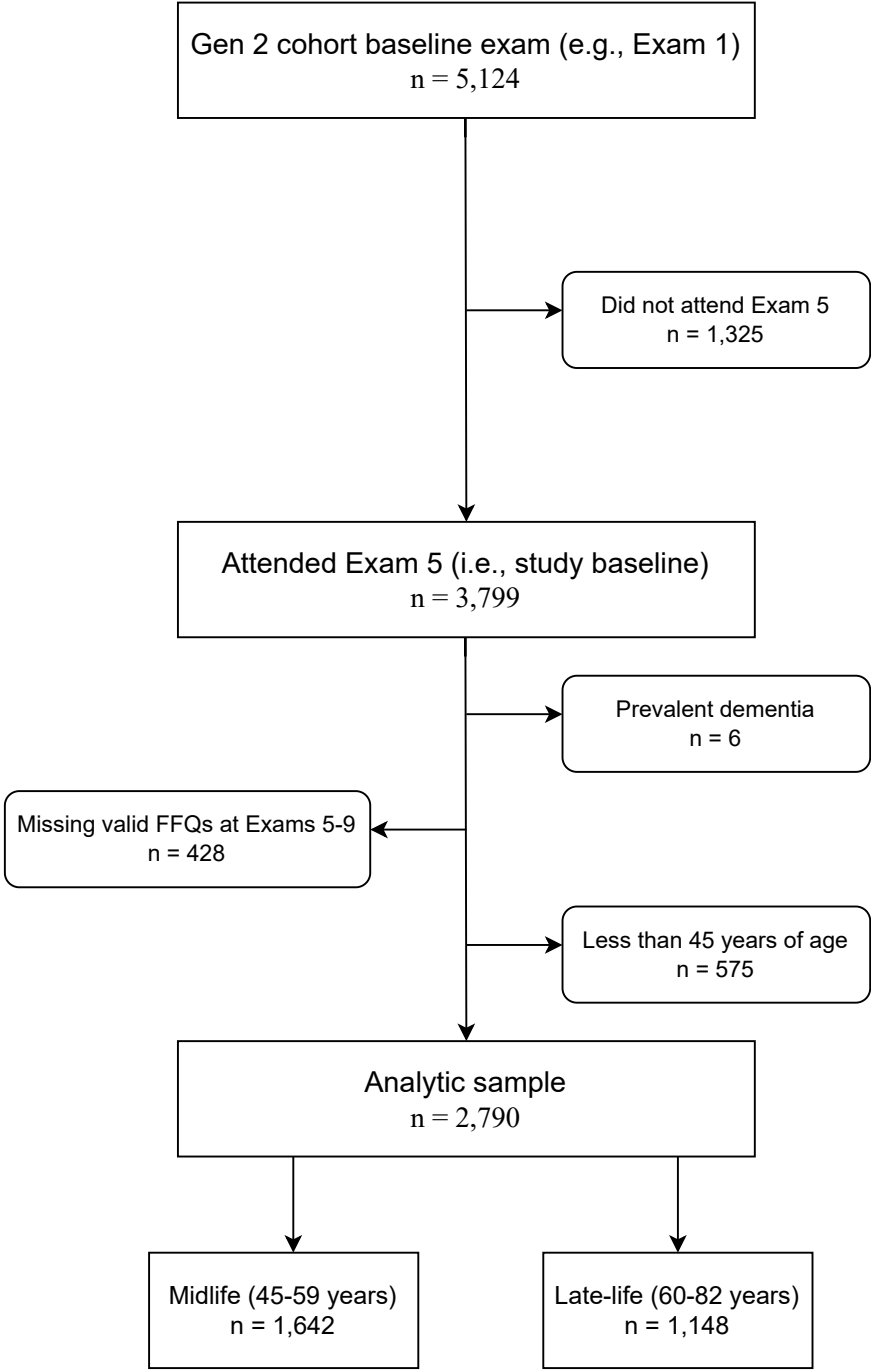 Gen 2 cohort baseline exam (e.g., Exam 1)
n = 5,124
Did not attend Exam 5
n = 1,325
Attended Exam 5 (i.e., study baseline)
n = 3,799
Prevalent dementia
n = 6
Missing valid FFQs at Exams 5-9
n = 428
Less than 45 years of age
n = 575
Analytic sample
n = 2,790
Midlife (45-59 years)
n = 1,642
Late-life (60-82 years)
n = 1,148